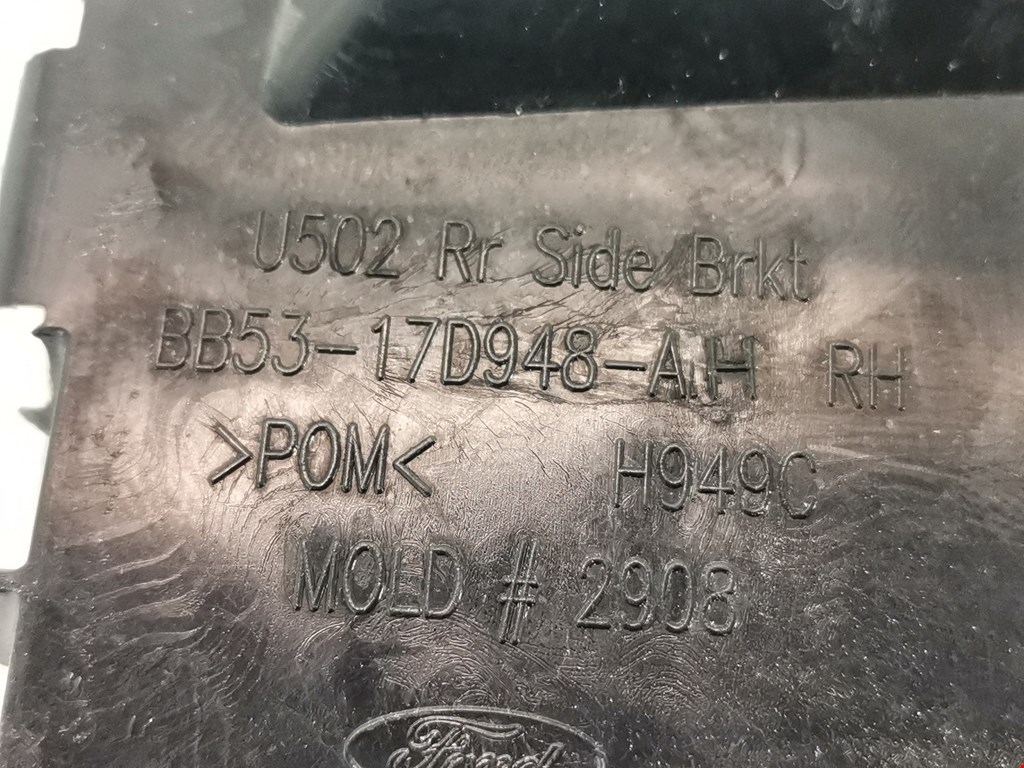 U502 Rr Side Brkt
BB53-17D948-AH RH
>POM< H949C
MOLD # 2908
Ford